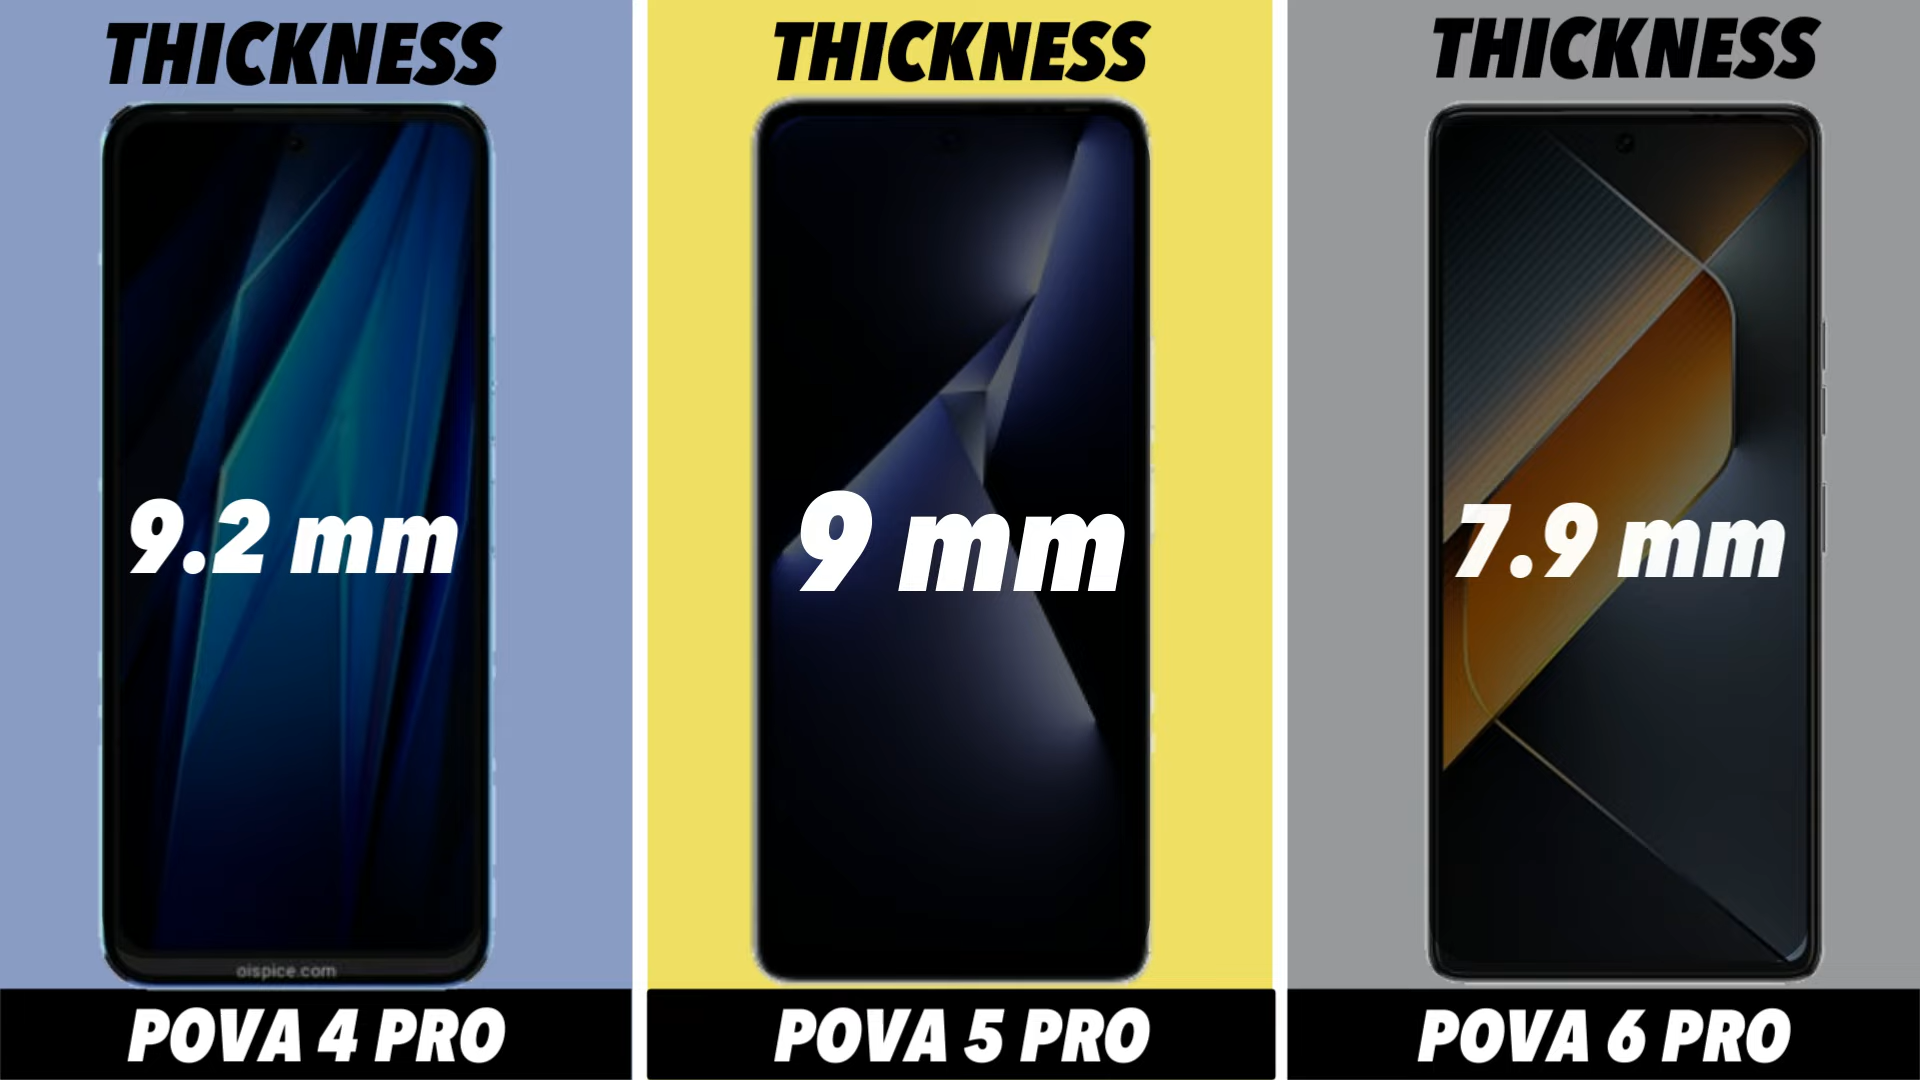 THICKNESS
9.2 mm
oispice.com
POVA 4 PRO
THICKNESS
9 mm
POVA 5 PRO
THICKNESS
7.9 mm
POVA 6 PRO